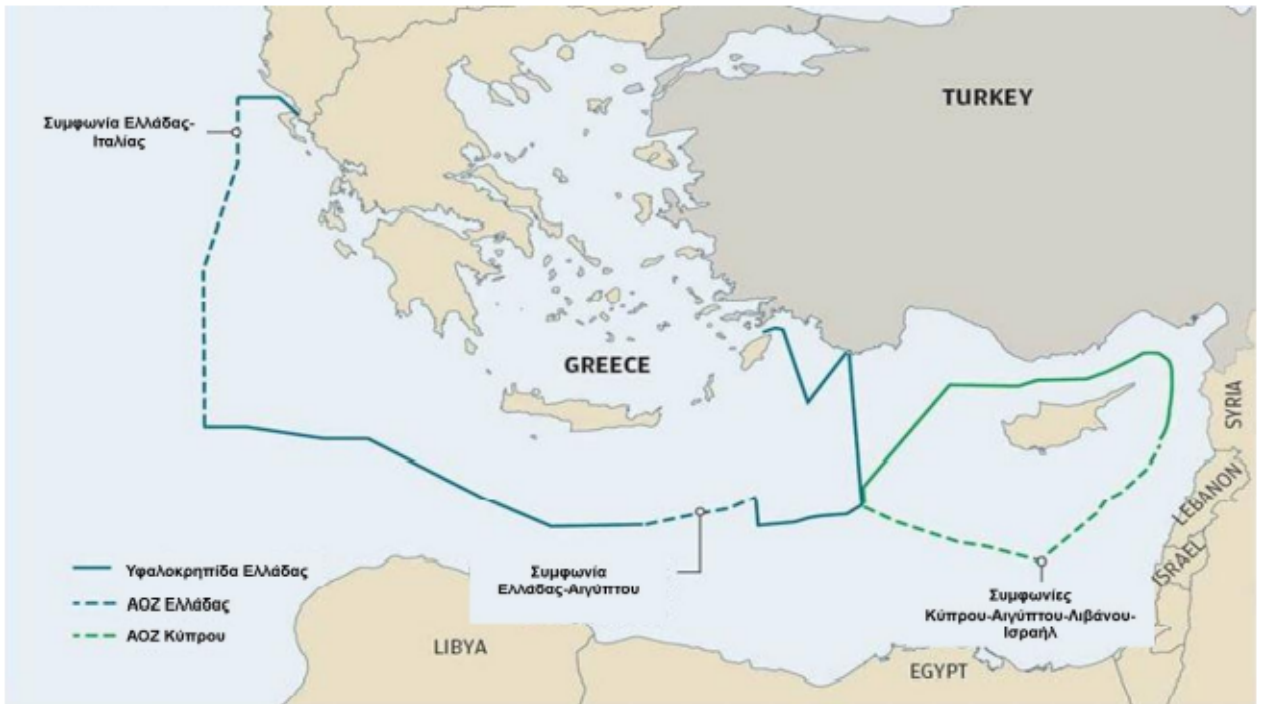 TURKEY
Συμφωνία Ελλάδας-
Ιταλίας
GREECE
SYRIA
LEBANON
ISRAEL
Υφαλοκρηπίδα Ελλάδας
ΑΟΖ Ελλάδας
ΑΟΖ Κύπρου
Συμφωνία
Ελλάδας-Αιγύπτου
Συμφωνίες
Κύπρου-Αιγύπτου-Λιβάνου-
Ισραήλ
LIBYA
EGYPT